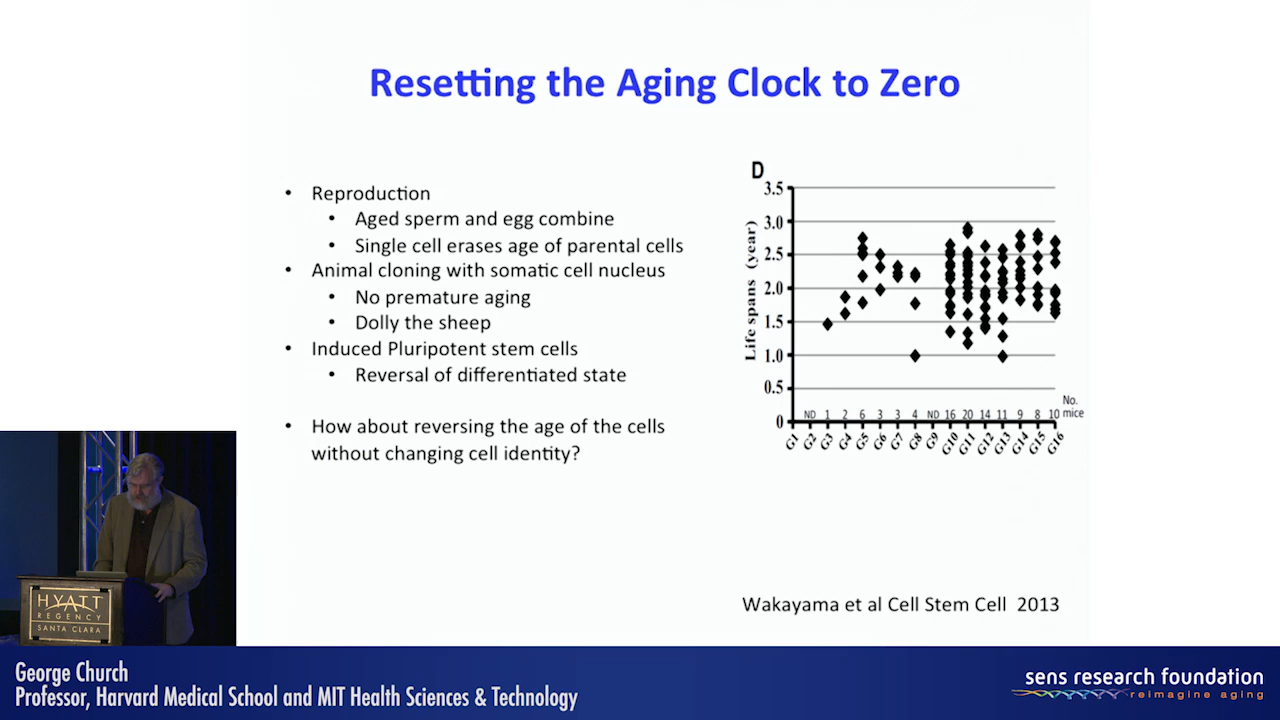 Resetting the Aging Clock to Zero
• Reproduction
• Aged sperm and egg combine
• Single cell erases age of parental cells
• Animal cloning with somatic cell nucleus
• No premature aging
• Dolly the sheep
• Induced Pluripotent stem cells
• Reversal of differentiated state
• How about reversing the age of the cells
without changing cell identity?
D
Life spans (year)
3.5
3.0
2.5
2.0
1.5
1.0
0.5
0
ND 1 2 6 3 3 4 ND 16 20 14 11 9 8 10
No.
mice
G1 G2 G3 G4 G5 G6 G7 G8 G9 G10 G11 G12 G13 G14 G15 G16
Wakayama et al Cell Stem Cell 2013
HYATT
REGENCY
SANTA CLARA
George Church
Professor, Harvard Medical School and MIT Health Sciences & Technology
sens research foundation
reimagine aging